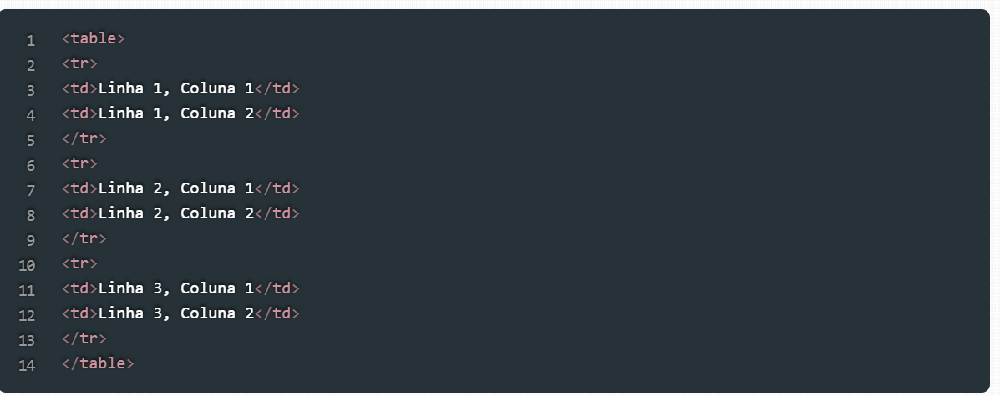 1 <table>
2 <tr>
3 <td>Linha 1, Coluna 1</td>
4 <td>Linha 1, Coluna 2</td>
5 </tr>
6 <tr>
7 <td>Linha 2, Coluna 1</td>
8 <td>Linha 2, Coluna 2</td>
9 </tr>
10 <tr>
11 <td>Linha 3, Coluna 1</td>
12 <td>Linha 3, Coluna 2</td>
13 </tr>
14 </table>